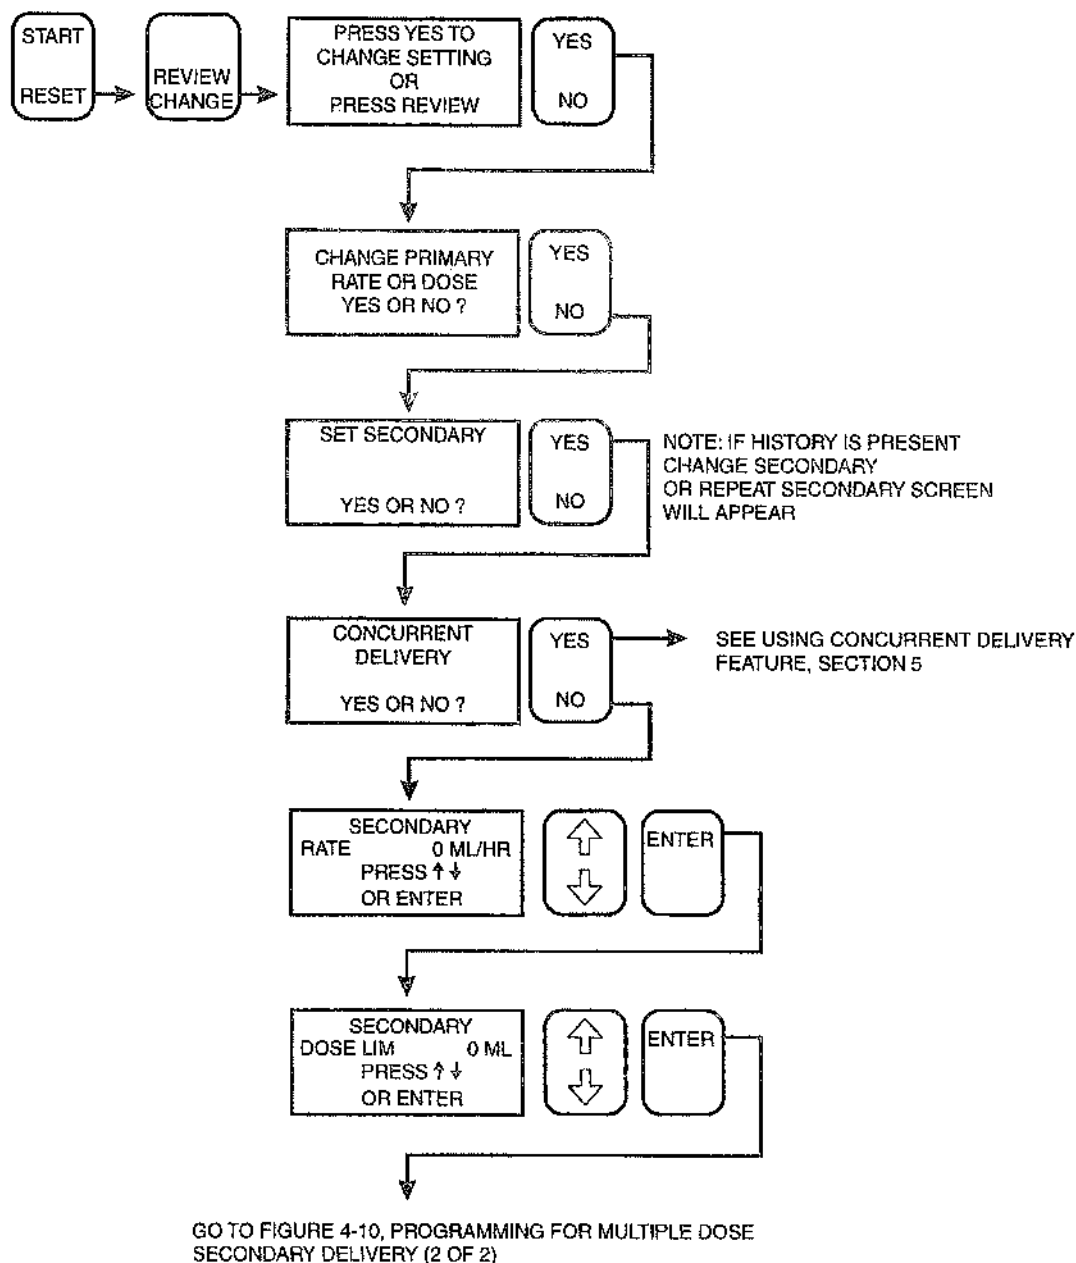 START
RESET
REVIEW
CHANGE
PRESS YES TO
CHANGE SETTING
OR
PRESS REVIEW
YES
NO
CHANGE PRIMARY
RATE OR DOSE
YES OR NO ?
YES
NO
SET SECONDARY
YES OR NO ?
YES
NO
NOTE: IF HISTORY IS PRESENT
CHANGE SECONDARY
OR REPEAT SECONDARY SCREEN
WILL APPEAR
CONCURRENT
DELIVERY
YES OR NO ?
YES
NO
SEE USING CONCURRENT DELIVERY
FEATURE, SECTION 5
SECONDARY
RATE 0 ML/HR
PRESS ↑ ↓
OR ENTER
ENTER
SECONDARY
DOSE LIM 0 ML
PRESS ↑ ↓
OR ENTER
ENTER
GO TO FIGURE 4-10, PROGRAMMING FOR MULTIPLE DOSE
SECONDARY DELIVERY (2 OF 2)